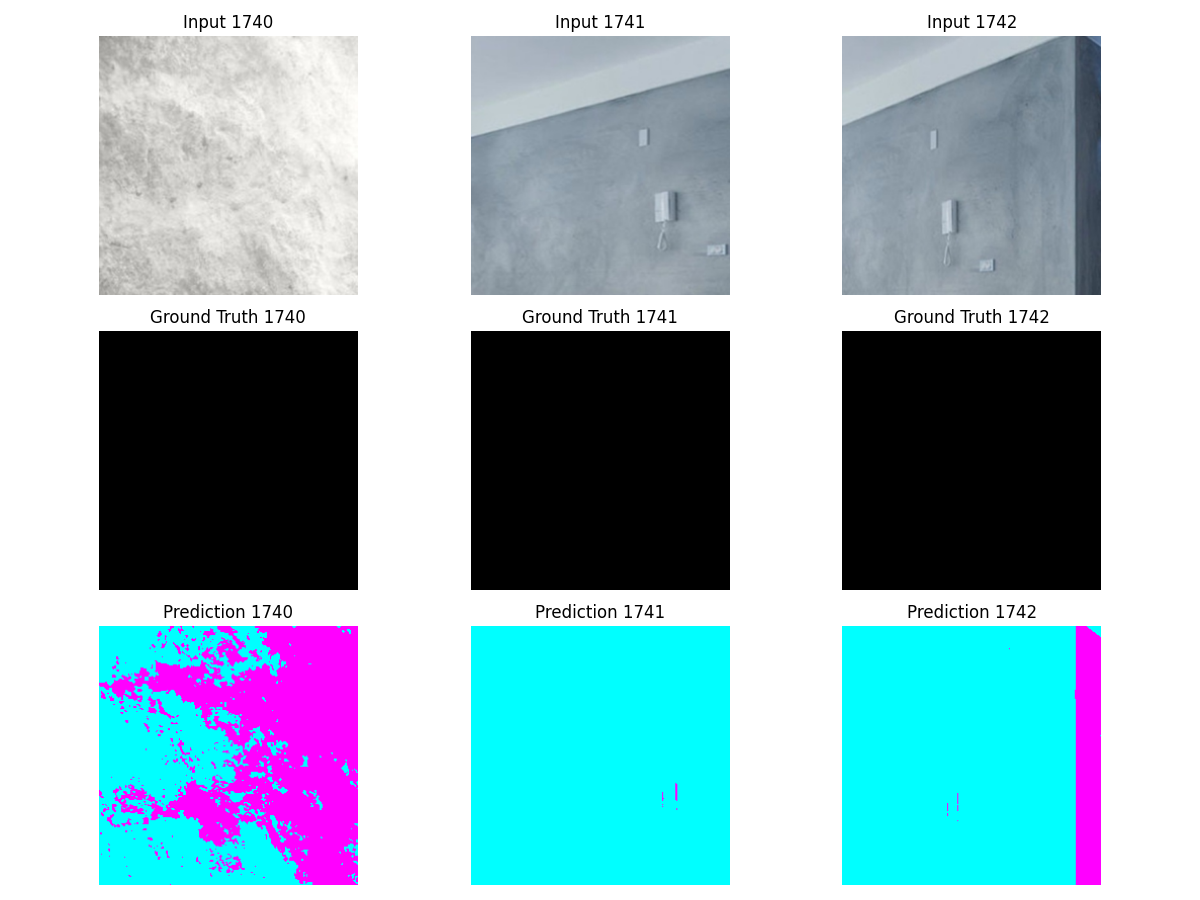 Input 1740
Input 1741
Input 1742
Ground Truth 1740
Ground Truth 1741
Ground Truth 1742
Prediction 1740
Prediction 1741
Prediction 1742